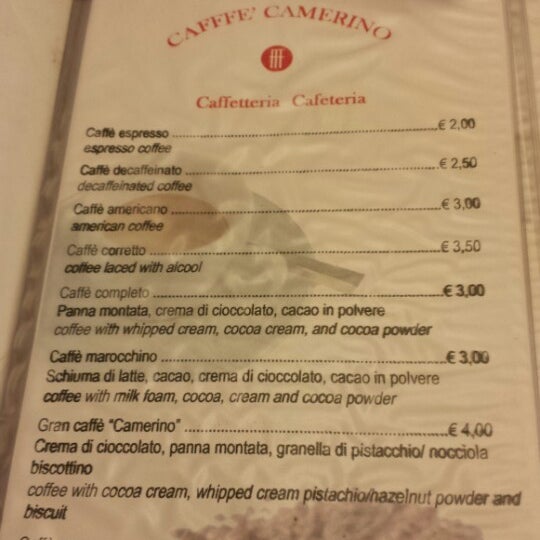 CAFFFE' CAMERINO
fff
Caffetteria Cafeteria
Caffè espresso ........ € 2,00
espresso coffee
Caffè decaffeinato ........ € 2,50
decaffeinated coffee
Caffè americano ........ € 3,00
american coffee
Caffè corretto ........ € 3,50
coffee laced with alcool
Caffè completo ........ € 3,00
Panna montata, crema di cioccolato, cacao in polvere
coffee with whipped cream, cocoa cream, and cocoa powder
Caffè marocchino ........ € 3,00
Schiuma di latte, cacao, crema di cioccolato, cacao in polvere
coffee with milk foam, cocoa, cream and cocoa powder
Gran caffè "Camerino" ........ € 4,00
Crema di cioccolato, panna montata, granella di pistacchio/ nocciola
biscottino
coffee with cocoa cream, whipped cream pistachio/hazelnut powder and
biscuit